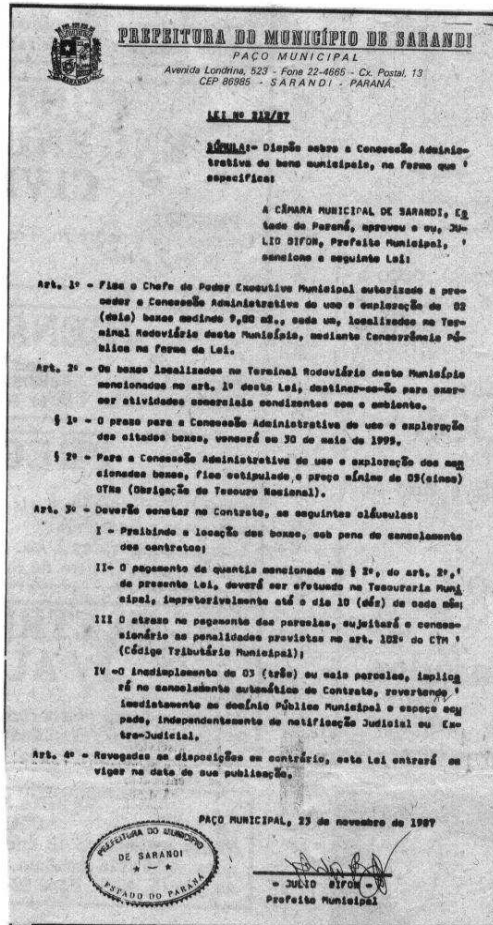 PREFEITURA DO MUNICÍPIO DE SARANDI
PAÇO MUNICIPAL
Avenida Londrina, 523 - Fone 22-4665 - Cx. Postal, 13
CEP 86985 - SARANDI - PARANÁ
LEI Nº 212/87
SÚMULA:- Dispõe sobre a Concessão Adminis-
trativa de bens municipais, na forma que '
especifica:
A CÂMARA MUNICIPAL DE SARANDI, Es
tado do Paraná, aprovou e eu, JÚ-
LIO BIFON, Prefeito Municipal, '
sanciono a seguinte Lei:
Art. 1º - Fica o Chefe do Poder Executivo Municipal autorizado a pro-
ceder a Concessão Administrativa de uso e exploração de 02
(dois) boxes medindo 9,00 m2., cada um, localizados no Ter-
minal Rodoviário deste Município, mediante Concorrência Pú-
blica na forma da Lei.
Art. 2º - Os boxes localizados no Terminal Rodoviário deste Município
mencionados no art. 1º desta Lei, destinar-se-ão para exer-
cer atividades comerciais condizentes com o ambiente.
§ 1º - O prazo para a Concessão Administrativa de uso e exploração
dos citados boxes, vencerá em 30 de maio de 1995.
§ 2º - Para a Concessão Administrativa de uso e exploração dos men
cionados boxes, fica estipulado o preço mínimo de 05(cinco)
OTNs (Obrigação do Tesouro Nacional).
Art. 3º - Deverão constar no Contrato, as seguintes cláusulas:
I - Proibindo a locação dos boxes, sob pena de cancelamento
dos contratos;
II- O pagamento da quantia mencionada no § 2º, do art. 2º,'
da presente Lei, deverá ser efetuado na Tesouraria Muni
cipal, impreterivelmente até o dia 10 (déz) de cada mês;
III O atraso no pagamento das parcelas, sujeitará o conces-
sionário as penalidades previstas no art. 102º do CTM '
(Código Tributário Municipal);
IV -O inadimplemento de 03 (três) ou mais parcelas, implica
rá no cancelamento automático do Contrato, revertendo '
imediatamente ao domínio Público Municipal o espaço ocu
pado, independentemente de notificação Judicial ou Ex-
tra-Judicial.
Art. 4º - Revogadas as disposições em contrário, esta Lei entrará em
vigor na data de sua publicação.
PAÇO MUNICIPAL, 23 de novembro de 1987
PREFEITURA DO MUNICÍPIO
DE SARANDI
ESTADO DO PARANÁ
- JULIO BIFON -
Prefeito Municipal